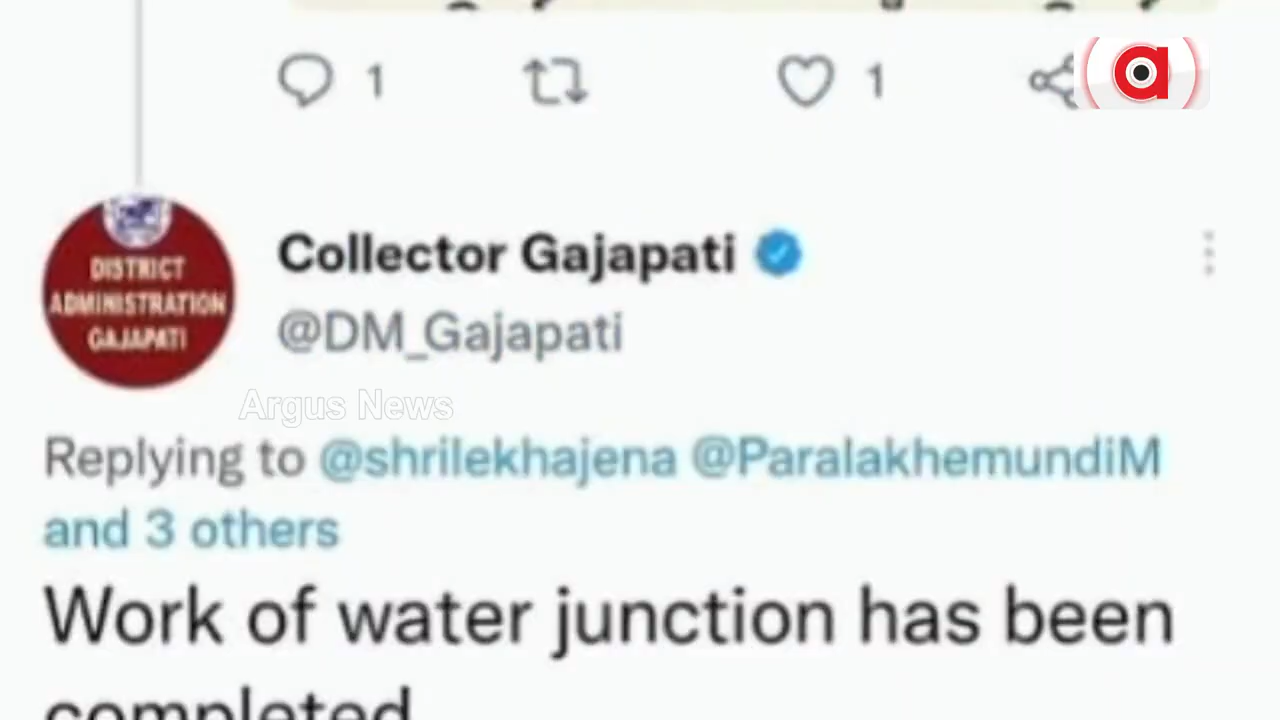 1 1
a
DISTRICT
ADMINISTRATION
GAJAPATI
Collector Gajapati
@DM_Gajapati
Argus News
Replying to @shrilekhajena @ParalakhemundiM
and 3 others
Work of water junction has been
completed